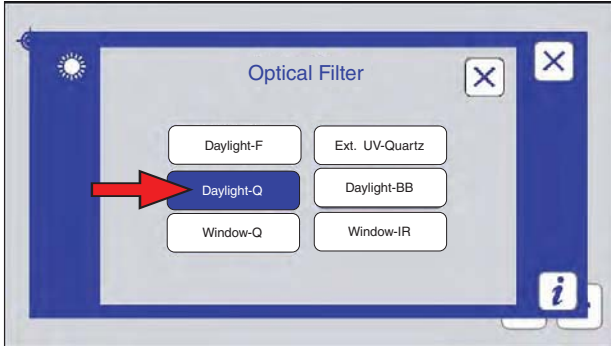 Optical Filter
Daylight-F
Ext. UV-Quartz
Daylight-Q
Daylight-BB
Window-Q
Window-IR
i